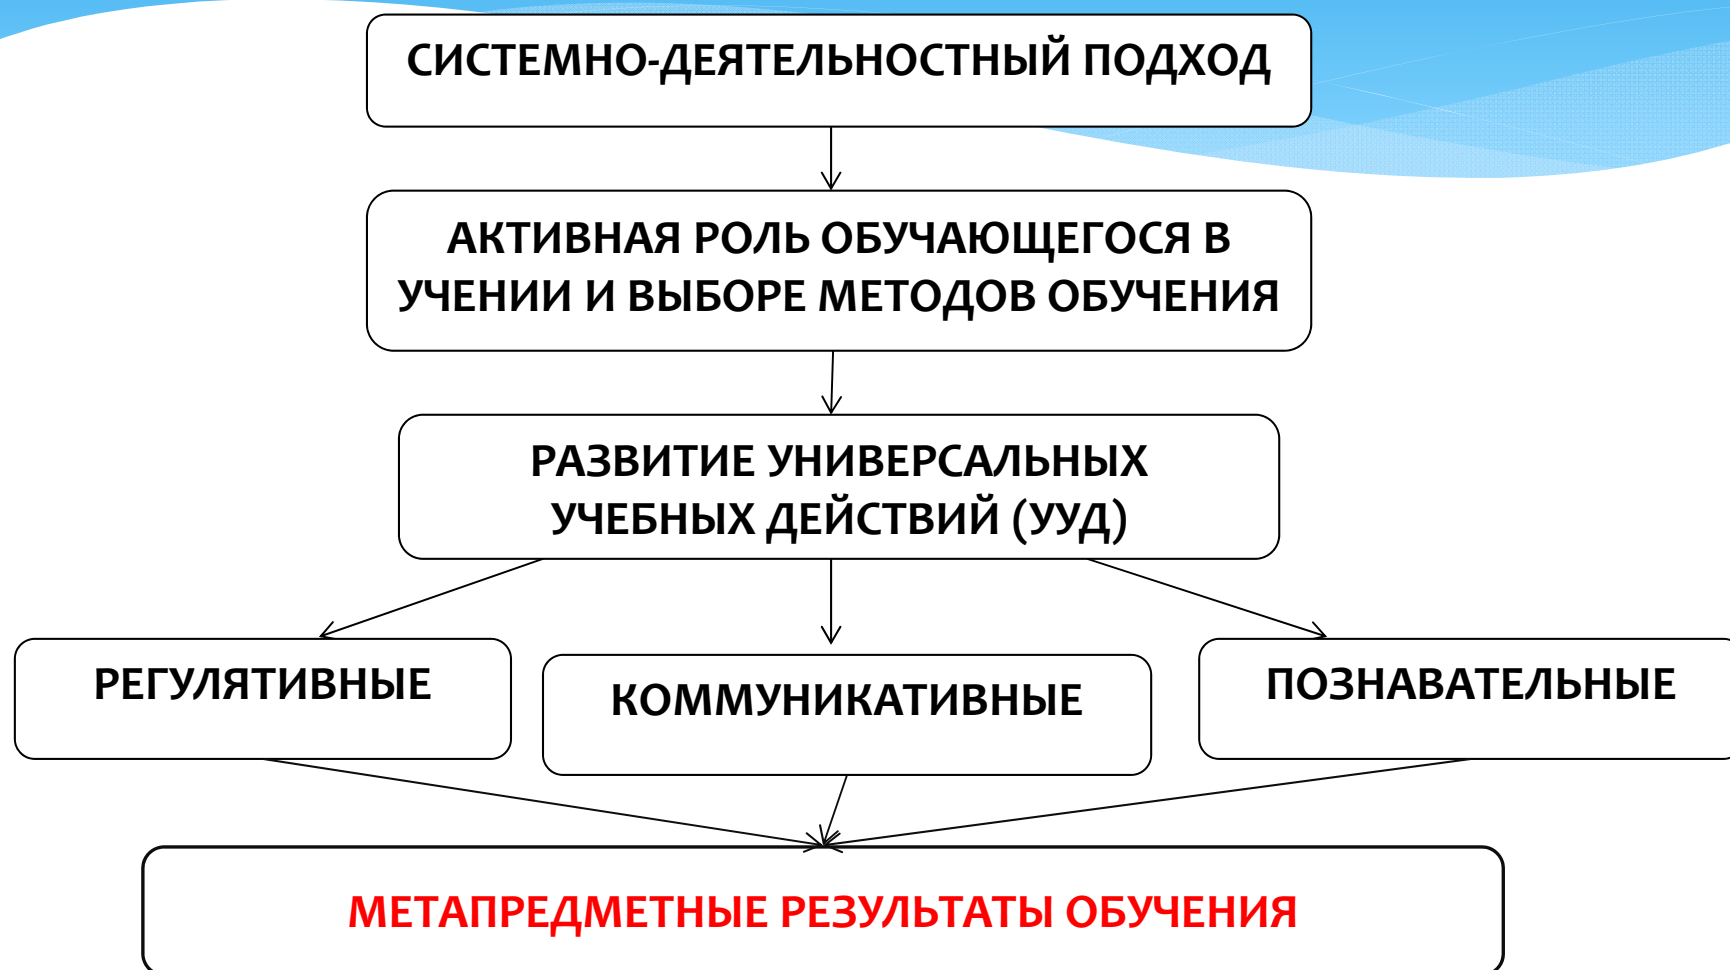 СИСТЕМНО-ДЕЯТЕЛЬНОСТНЫЙ ПОДХОД
АКТИВНАЯ РОЛЬ ОБУЧАЮЩЕГОСЯ В
УЧЕНИИ И ВЫБОРЕ МЕТОДОВ ОБУЧЕНИЯ
РАЗВИТИЕ УНИВЕРСАЛЬНЫХ
УЧЕБНЫХ ДЕЙСТВИЙ (УУД)
РЕГУЛЯТИВНЫЕ
КОММУНИКАТИВНЫЕ
ПОЗНАВАТЕЛЬНЫЕ
МЕТАПРЕДМЕТНЫЕ РЕЗУЛЬТАТЫ ОБУЧЕНИЯ